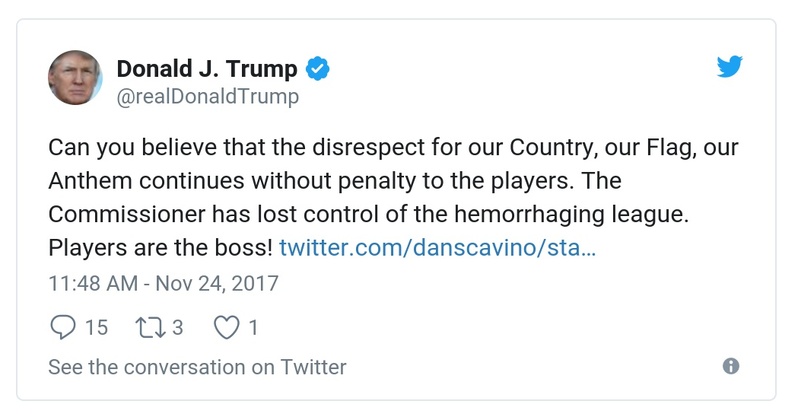 Donald J. Trump
@realDonaldTrump
Can you believe that the disrespect for our Country, our Flag, our
Anthem continues without penalty to the players. The
Commissioner has lost control of the hemorrhaging league.
Players are the boss! twitter.com/danscavino/sta…
11:48 AM - Nov 24, 2017
15 3 1
See the conversation on Twitter